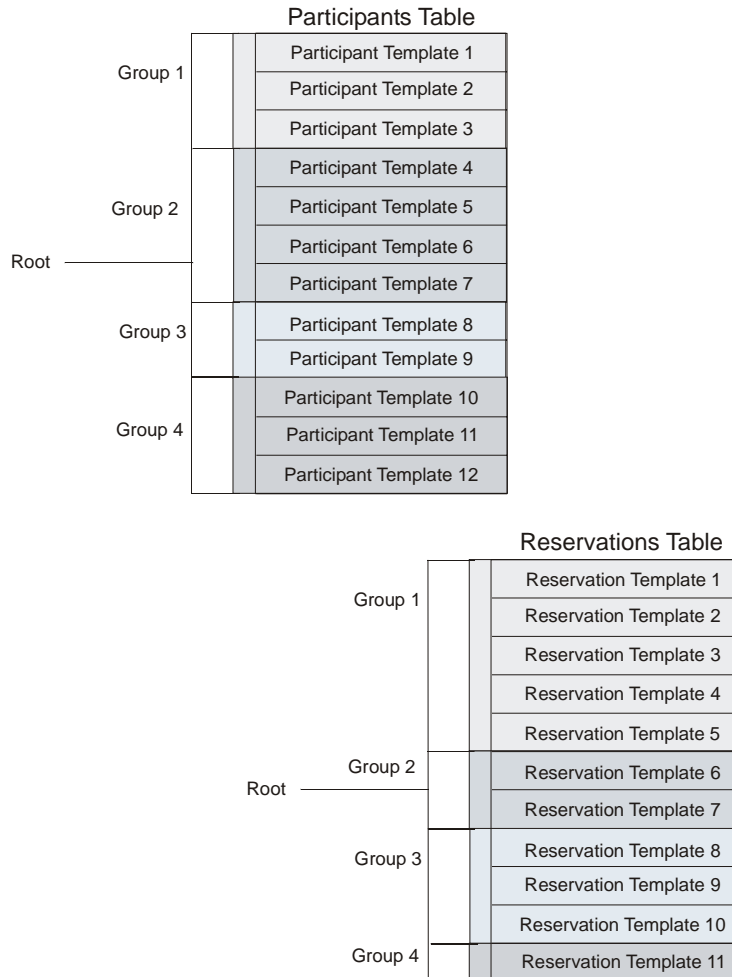 Participants Table
Group 1
Participant Template 1
Participant Template 2
Participant Template 3
Group 2
Participant Template 4
Participant Template 5
Participant Template 6
Participant Template 7
Root
Group 3
Participant Template 8
Participant Template 9
Group 4
Participant Template 10
Participant Template 11
Participant Template 12
Reservations Table
Group 1
Reservation Template 1
Reservation Template 2
Reservation Template 3
Reservation Template 4
Reservation Template 5
Group 2
Reservation Template 6
Reservation Template 7
Root
Group 3
Reservation Template 8
Reservation Template 9
Reservation Template 10
Group 4
Reservation Template 11